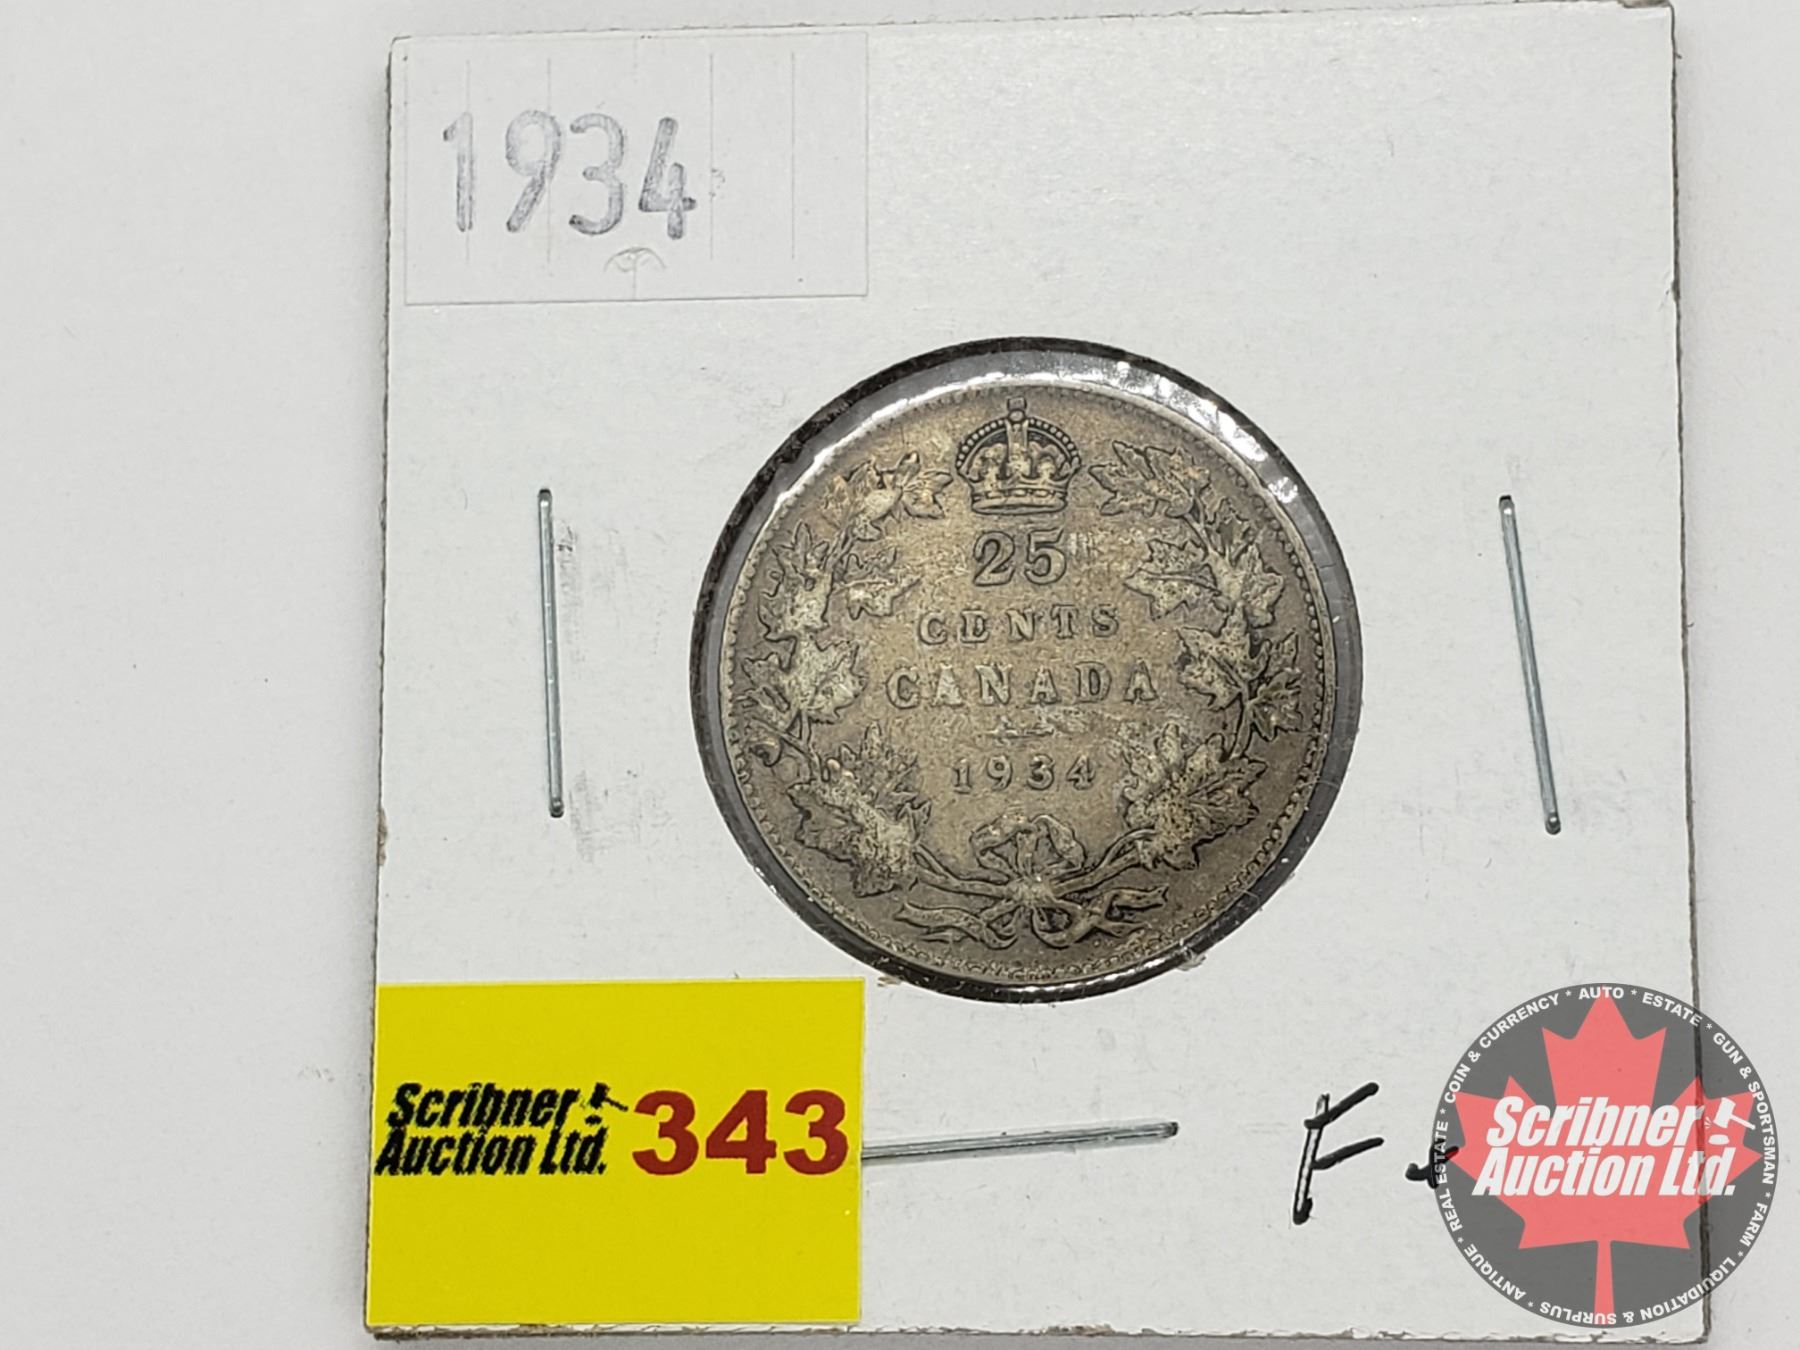 1934
25
CENTS
CANADA
1934
Scribner
Auction Ltd.
343
F+
Scribner
Auction Ltd.
REAL ESTATE * COIN & CURRENCY * AUTO * ESTATE * GUN & SPORTSMAN * FARM * LIQUIDATION & SURPLUS * ANTIQUE *